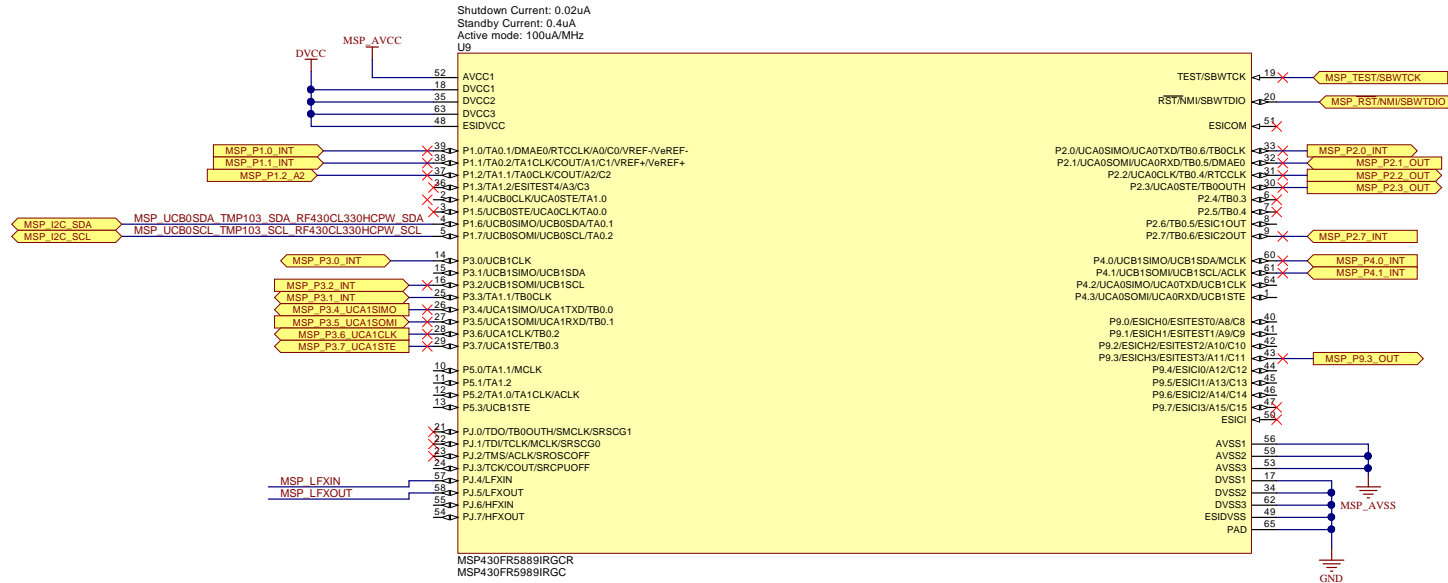 Shutdown Current: 0.02uA
Standby Current: 0.4uA
Active mode: 100uA/MHz
U9
MSP_AVCC
DVCC
52 AVCC1
18 DVCC1
35 DVCC2
63 DVCC3
48 ESIDVCC
MSP_P1.0_INT 39 P1.0/TA0.1/DMAE0/RTCCLK/A0/C0/VREF-/VeREF-
MSP_P1.1_INT 38 P1.1/TA0.2/TA1CLK/COUT/A1/C1/VREF+/VeREF+
MSP_P1.2_A2 37 P1.2/TA1.1/TA0CLK/COUT/A2/C2
36 P1.3/TA1.2/ESITEST4/A3/C3
2 P1.4/UCB0CLK/UCA0STE/TA1.0
3 P1.5/UCB0STE/UCA0CLK/TA0.0
MSP_I2C_SDA MSP_UCB0SDA_TMP103_SDA_RF430CL330HCPW_SDA 4 P1.6/UCB0SIMO/UCB0SDA/TA0.1
MSP_I2C_SCL MSP_UCB0SCL_TMP103_SCL_RF430CL330HCPW_SCL 5 P1.7/UCB0SOMI/UCB0SCL/TA0.2
MSP_P3.0_INT 14 P3.0/UCB1CLK
15 P3.1/UCB1SIMO/UCB1SDA
MSP_P3.2_INT 16 P3.2/UCB1SOMI/UCB1SCL
MSP_P3.1_INT 25 P3.3/TA1.1/TB0CLK
MSP_P3.4_UCA1SIMO 26 P3.4/UCA1SIMO/UCA1TXD/TB0.0
MSP_P3.5_UCA1SOMI 27 P3.5/UCA1SOMI/UCA1RXD/TB0.1
MSP_P3.6_UCA1CLK 28 P3.6/UCA1CLK/TB0.2
MSP_P3.7_UCA1STE 29 P3.7/UCA1STE/TB0.3
10 P5.0/TA1.1/MCLK
11 P5.1/TA1.2
12 P5.2/TA1.0/TA1CLK/ACLK
13 P5.3/UCB1STE
21 PJ.0/TDO/TB0OUTH/SMCLK/SRSCG1
22 PJ.1/TDI/TCLK/MCLK/SRSCG0
23 PJ.2/TMS/ACLK/SROSCOFF
24 PJ.3/TCK/COUT/SRCPUOFF
MSP_LFXIN 57 PJ.4/LFXIN
MSP_LFXOUT 58 PJ.5/LFXOUT
55 PJ.6/HFXIN
54 PJ.7/HFXOUT
TEST/SBWTCK 19 MSP_TEST/SBWTCK
RST/NMI/SBWTDIO 20 MSP_RST/NMI/SBWTDIO
ESICOM 51
P2.0/UCA0SIMO/UCA0TXD/TB0.6/TB0CLK 33 MSP_P2.0_INT
P2.1/UCA0SOMI/UCA0RXD/TB0.5/DMAE0 32 MSP_P2.1_OUT
P2.2/UCA0CLK/TB0.4/RTCCLK 31 MSP_P2.2_OUT
P2.3/UCA0STE/TB0OUTH 30 MSP_P2.3_OUT
P2.4/TB0.3 6
P2.5/TB0.4 7
P2.6/TB0.5/ESIC1OUT 8
P2.7/TB0.6/ESIC2OUT 9 MSP_P2.7_INT
P4.0/UCB1SIMO/UCB1SDA/MCLK 60 MSP_P4.0_INT
P4.1/UCB1SOMI/UCB1SCL/ACLK 61 MSP_P4.1_INT
P4.2/UCA0SIMO/UCA0TXD/UCB1CLK 64
P4.3/UCA0SOMI/UCA0RXD/UCB1STE 1
P9.0/ESICH0/ESITEST0/A8/C8 40
P9.1/ESICH1/ESITEST1/A9/C9 41
P9.2/ESICH2/ESITEST2/A10/C10 42
P9.3/ESICH3/ESITEST3/A11/C11 43 MSP_P9.3_OUT
P9.4/ESICI0/A12/C12 44
P9.5/ESICI1/A13/C13 45
P9.6/ESICI2/A14/C14 46
P9.7/ESICI3/A15/C15 47
ESICI 50
AVSS1 56
AVSS2 59
AVSS3 53
DVSS1 17
DVSS2 34
DVSS3 62
ESIDVSS 49
PAD 65
MSP_AVSS
GND
MSP430FR5889IRGCR
MSP430FR5989IRGC